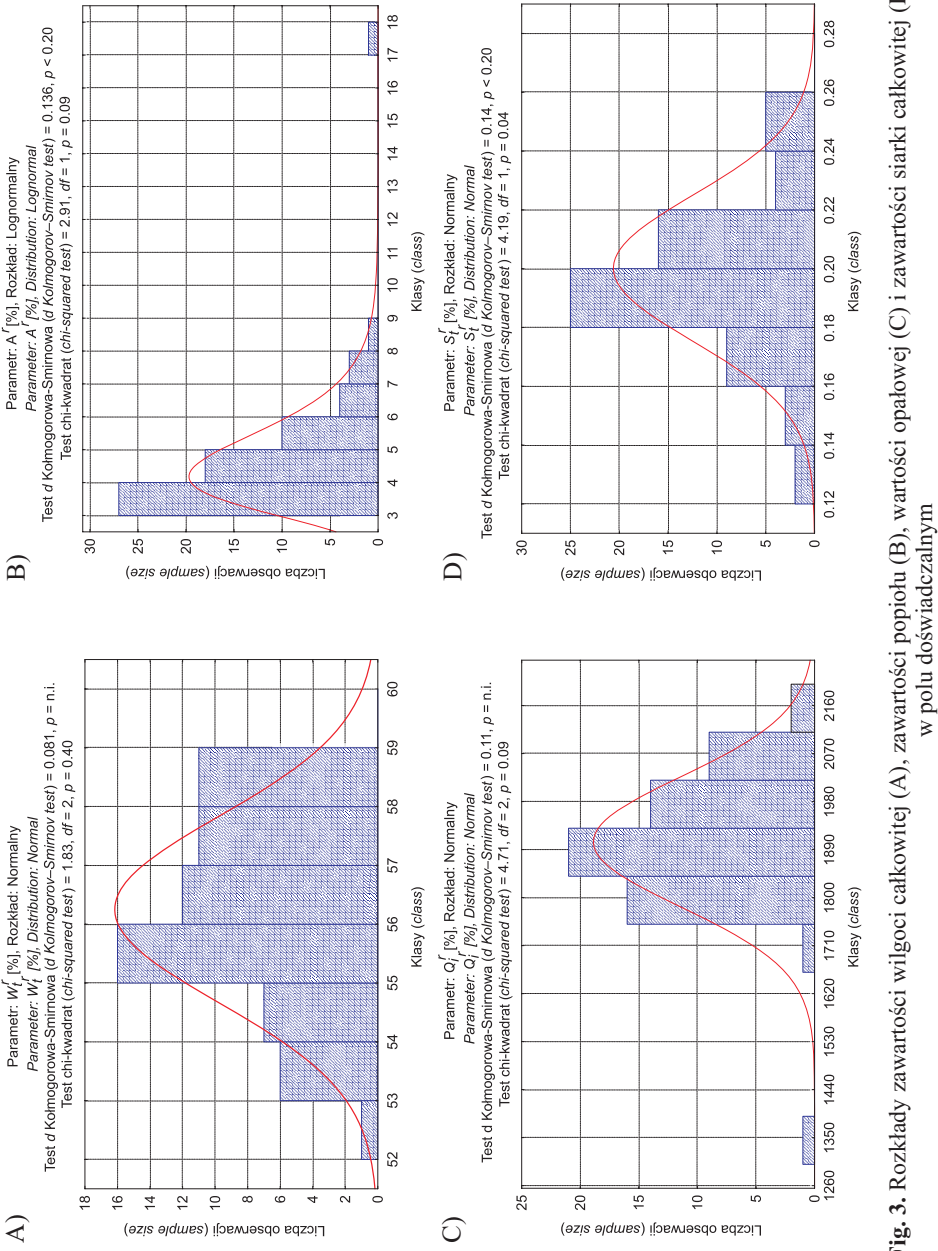 A)
Parametr: W_t^r [%], Rozkład: Normalny
Parameter: W_t^r [%], Distribution: Normal
Test d Kołmogorowa-Smirnowa (d Kolmogorov–Smirnov test) = 0.081, p = n.i.
Test chi-kwadrat (chi-squared test) = 1.83, df = 2, p = 0.40
Liczba obserwacji (sample size)
18
16
14
12
10
8
6
4
2
0
52 53 54 55 56 57 58 59 60
Klasy (class)
B)
Parametr: A^r [%], Rozkład: Lognormalny
Parameter: A^r [%], Distribution: Lognormal
Test d Kołmogorowa-Smirnowa (d Kolmogorov–Smirnov test) = 0.136, p < 0.20
Test chi-kwadrat (chi-squared test) = 2.91, df = 1, p = 0.09
Liczba obserwacji (sample size)
30
25
20
15
10
5
0
3 4 5 6 7 8 9 10 11 12 13 14 15 16 17 18
Klasy (class)
C)
Parametr: Q_i^r [%], Rozkład: Normalny
Parameter: Q_i^r [%], Distribution: Normal
Test d Kołmogorowa-Smirnowa (d Kolmogorov–Smirnov test) = 0.11, p = n.i.
Test chi-kwadrat (chi-squared test) = 4.71, df = 2, p = 0.09
Liczba obserwacji (sample size)
25
20
15
10
5
0
1260 1350 1440 1530 1620 1710 1800 1890 1980 2070 2160
Klasy (class)
D)
Parametr: S_t^r [%], Rozkład: Normalny
Parameter: S_t^r [%], Distribution: Normal
Test d Kołmogorowa-Smirnowa (d Kolmogorov–Smirnov test) = 0.14, p < 0.20
Test chi-kwadrat (chi-squared test) = 4.19, df = 1, p = 0.04
Liczba obserwacji (sample size)
30
25
20
15
10
5
0
0.12 0.14 0.16 0.18 0.20 0.22 0.24 0.26 0.28
Klasy (class)
Fig. 3. Rozkłady zawartości wilgoci całkowitej (A), zawartości popiołu (B), wartości opałowej (C) i zawartości siarki całkowitej
w polu doświadczalnym